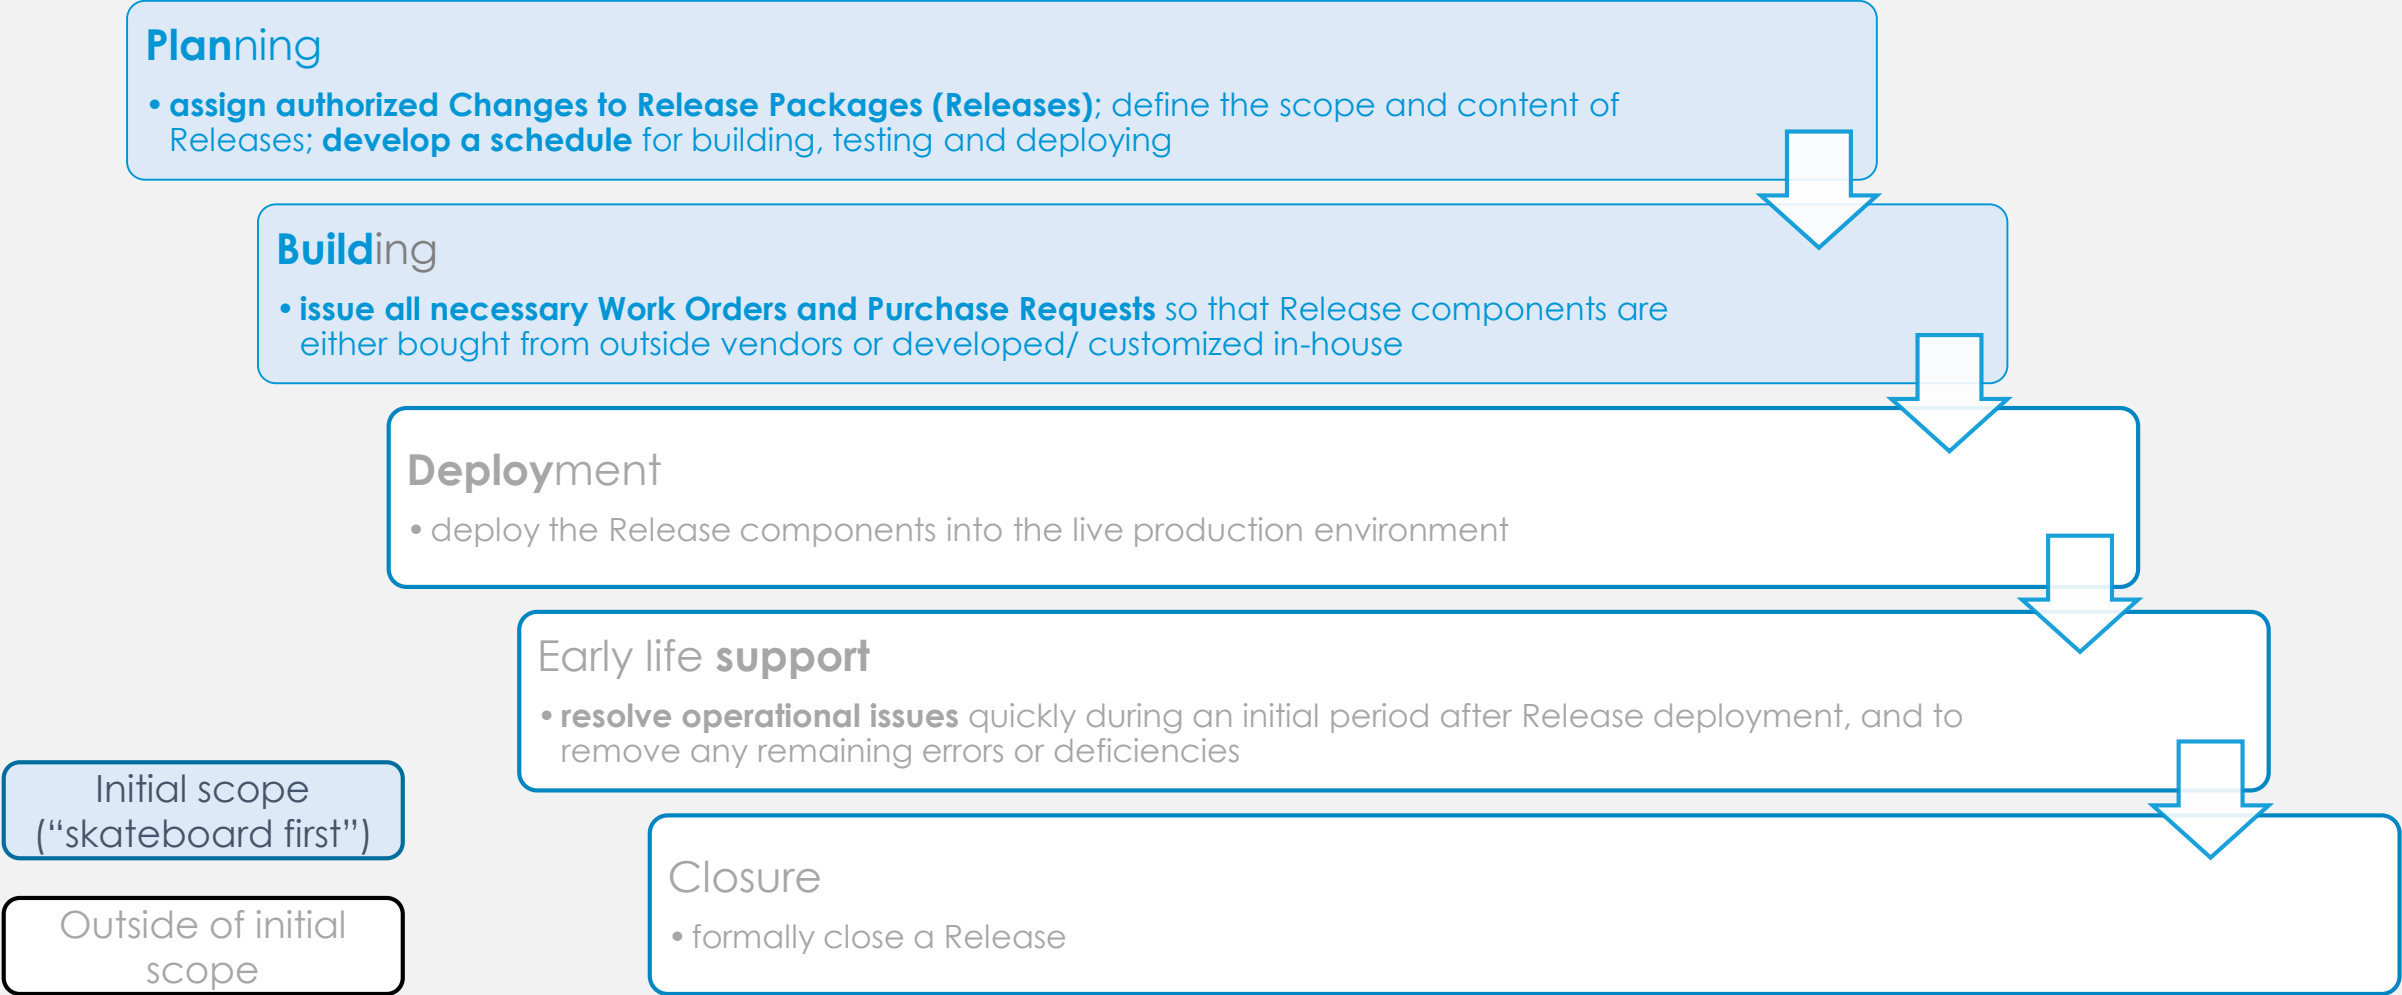 Planning
• assign authorized Changes to Release Packages (Releases); define the scope and content of
Releases; develop a schedule for building, testing and deploying
Building
• issue all necessary Work Orders and Purchase Requests so that Release components are
either bought from outside vendors or developed/ customized in-house
Deployment
• deploy the Release components into the live production environment
Early life support
• resolve operational issues quickly during an initial period after Release deployment, and to
remove any remaining errors or deficiencies
Initial scope
(“skateboard first”)
Closure
• formally close a Release
Outside of initial
scope